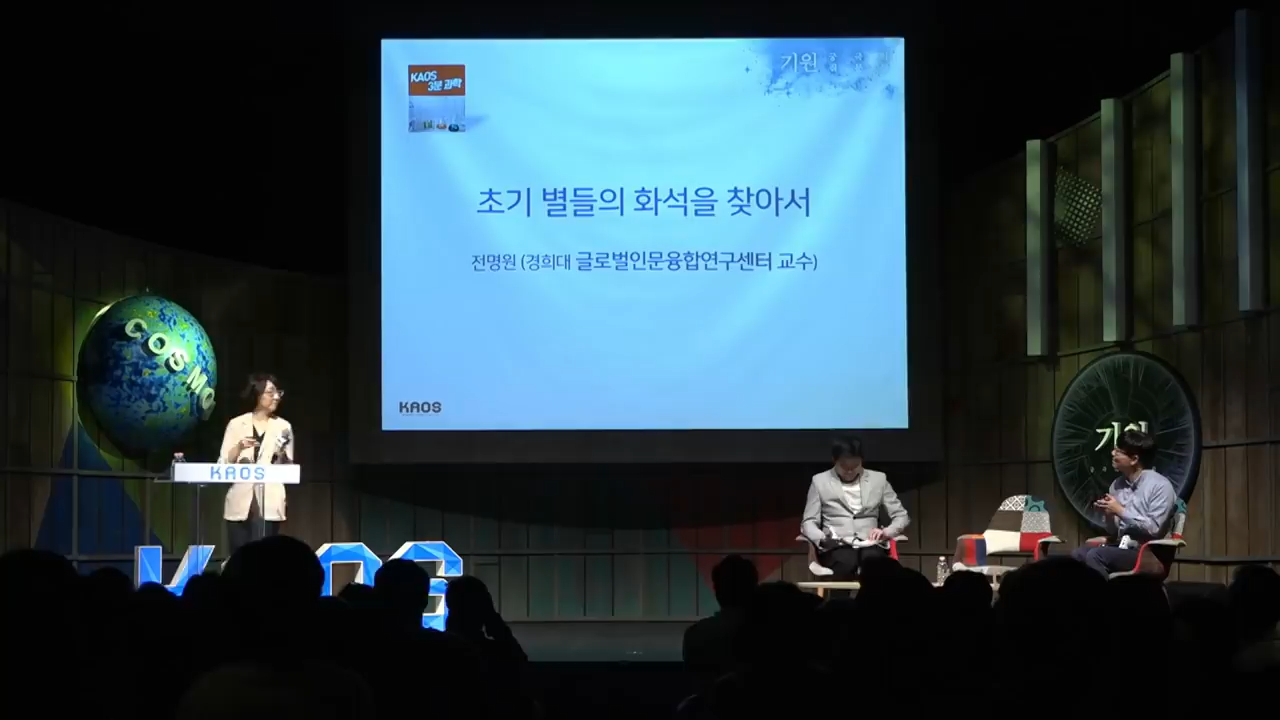 KAOS
3분 과학
기원
초기 별들의 화석을 찾아서
전명원 (경희대 글로벌인문융합연구센터 교수)
KAOS
COSMO
KAOS
기원